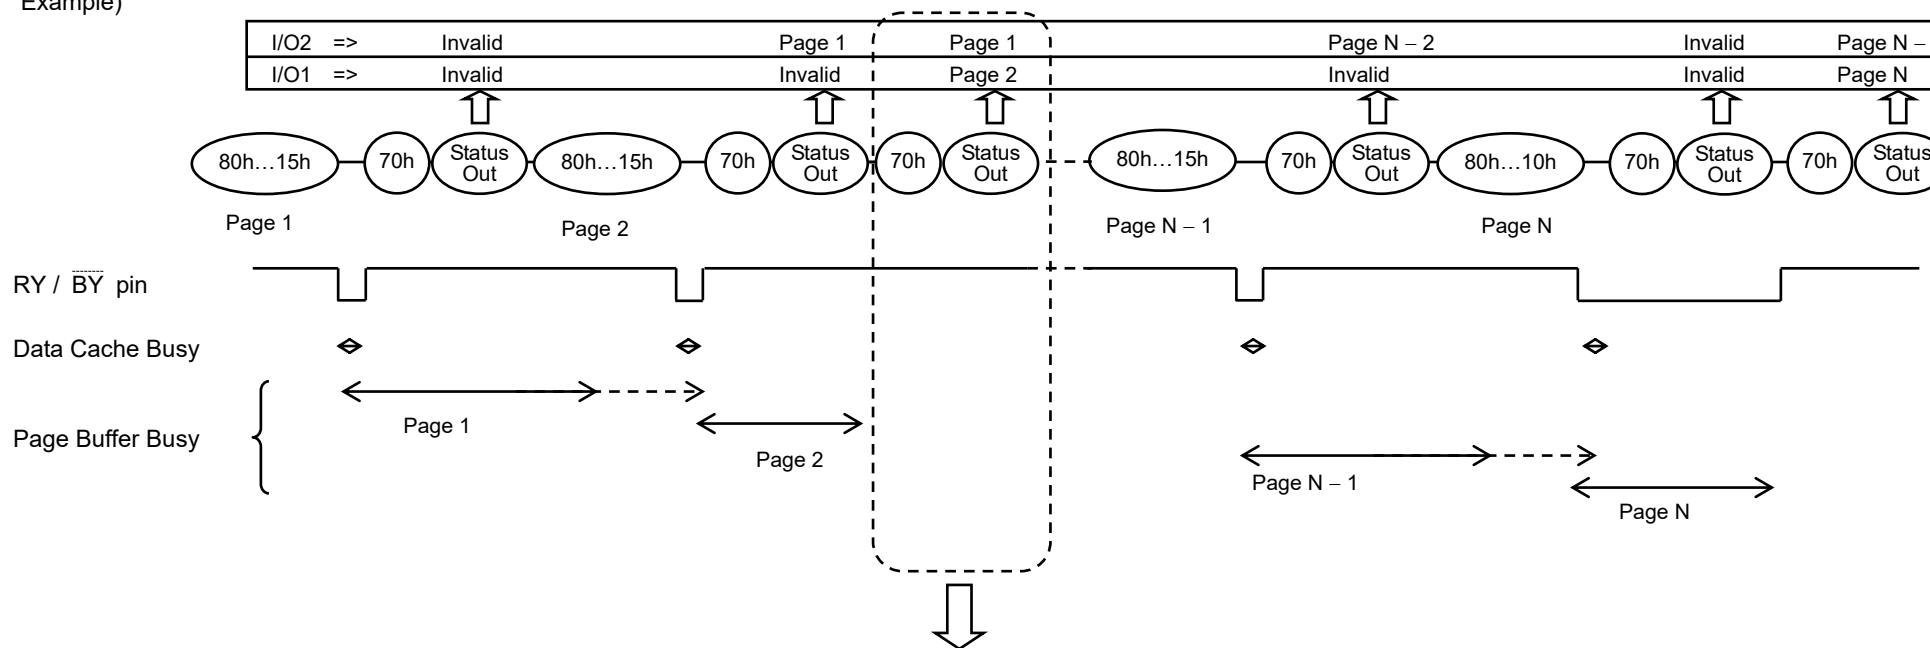 Example)
I/O2 => Invalid Page 1 Page 1 Page N – 2 Invalid Page N –
I/O1 => Invalid Invalid Page 2 Invalid Invalid Page N
80h…15h 70h Status Out 80h…15h 70h Status Out 70h Status Out 80h…15h 70h Status Out 80h…10h 70h Status Out 70h Status Out
Page 1 Page 2 Page N – 1 Page N
RY / BY pin
Data Cache Busy
Page Buffer Busy
Page 1
Page 2
Page N – 1
Page N